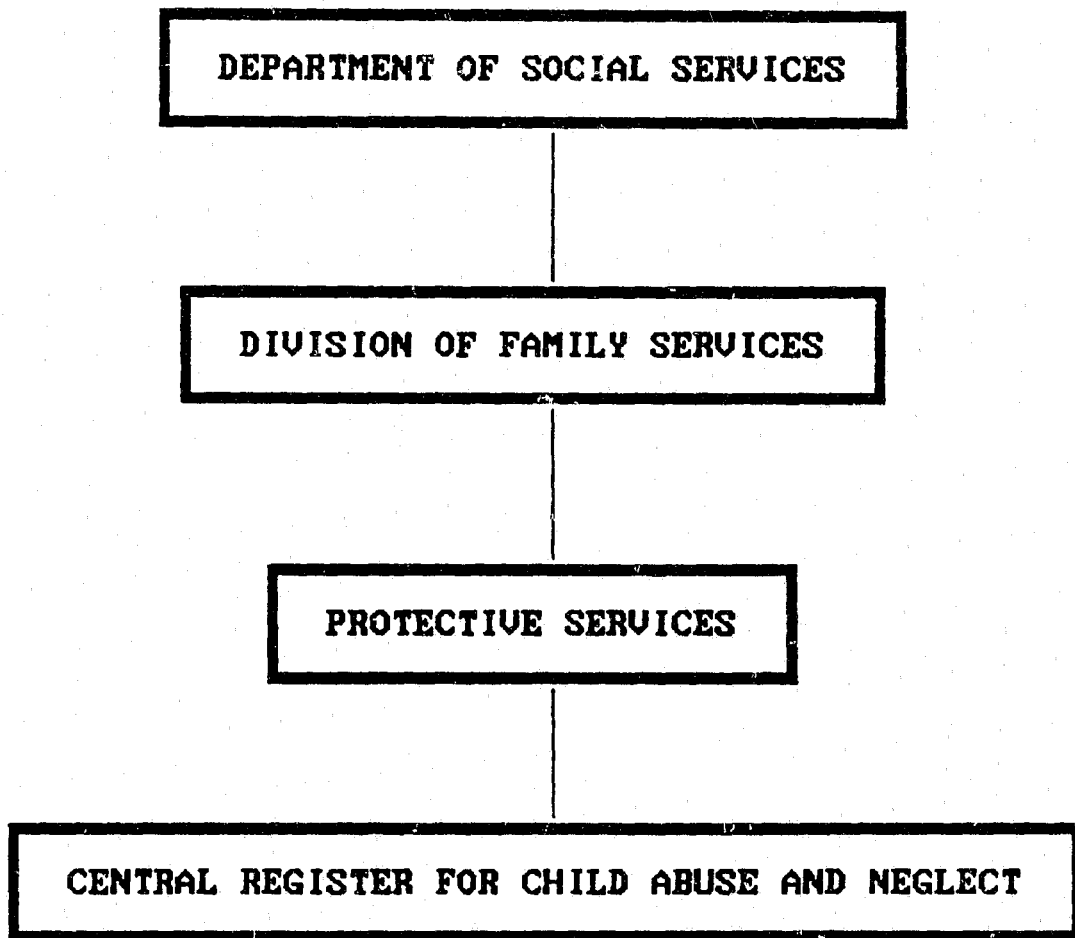 DEPARTMENT OF SOCIAL SERVICES
DIVISION OF FAMILY SERVICES
PROTECTIVE SERVICES
CENTRAL REGISTER FOR CHILD ABUSE AND NEGLECT